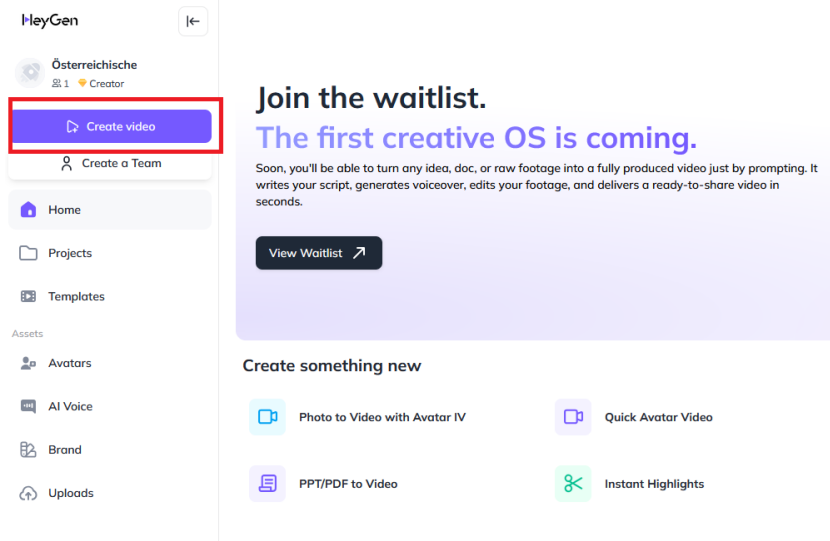 HeyGen
Österreichische
1 Creator
Create video
Create a Team
Home
Projects
Templates
Assets
Avatars
AI Voice
Brand
Uploads
Join the waitlist.
The first creative OS is coming.
Soon, you'll be able to turn any idea, doc, or raw footage into a fully produced video just by prompting. It
writes your script, generates voiceover, edits your footage, and delivers a ready-to-share video in
seconds.
View Waitlist
Create something new
Photo to Video with Avatar IV
Quick Avatar Video
PPT/PDF to Video
Instant Highlights